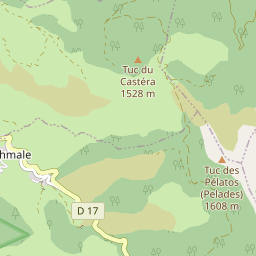 Tuc du
Castéra
1528 m
hmale
Tuc des
Pélatos
(Pelades)
1608 m
D 17